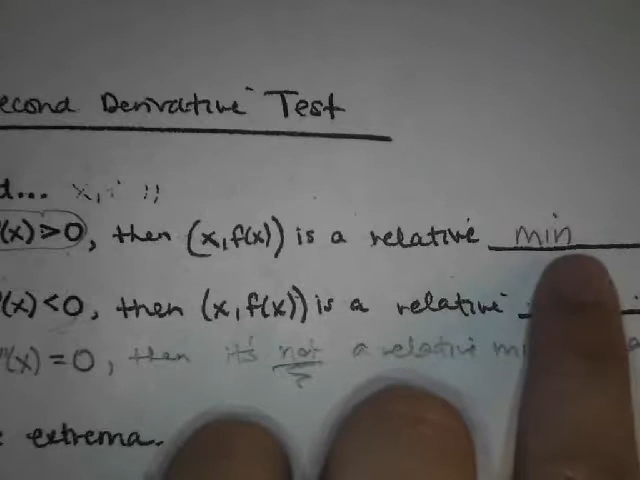 econd Derivative Test
d...
(x)>0, then (x, f(x)) is a relative min
(x)<0, then (x, f(x)) is a relative
"(x)=0, then it's not a relative m
extrema.